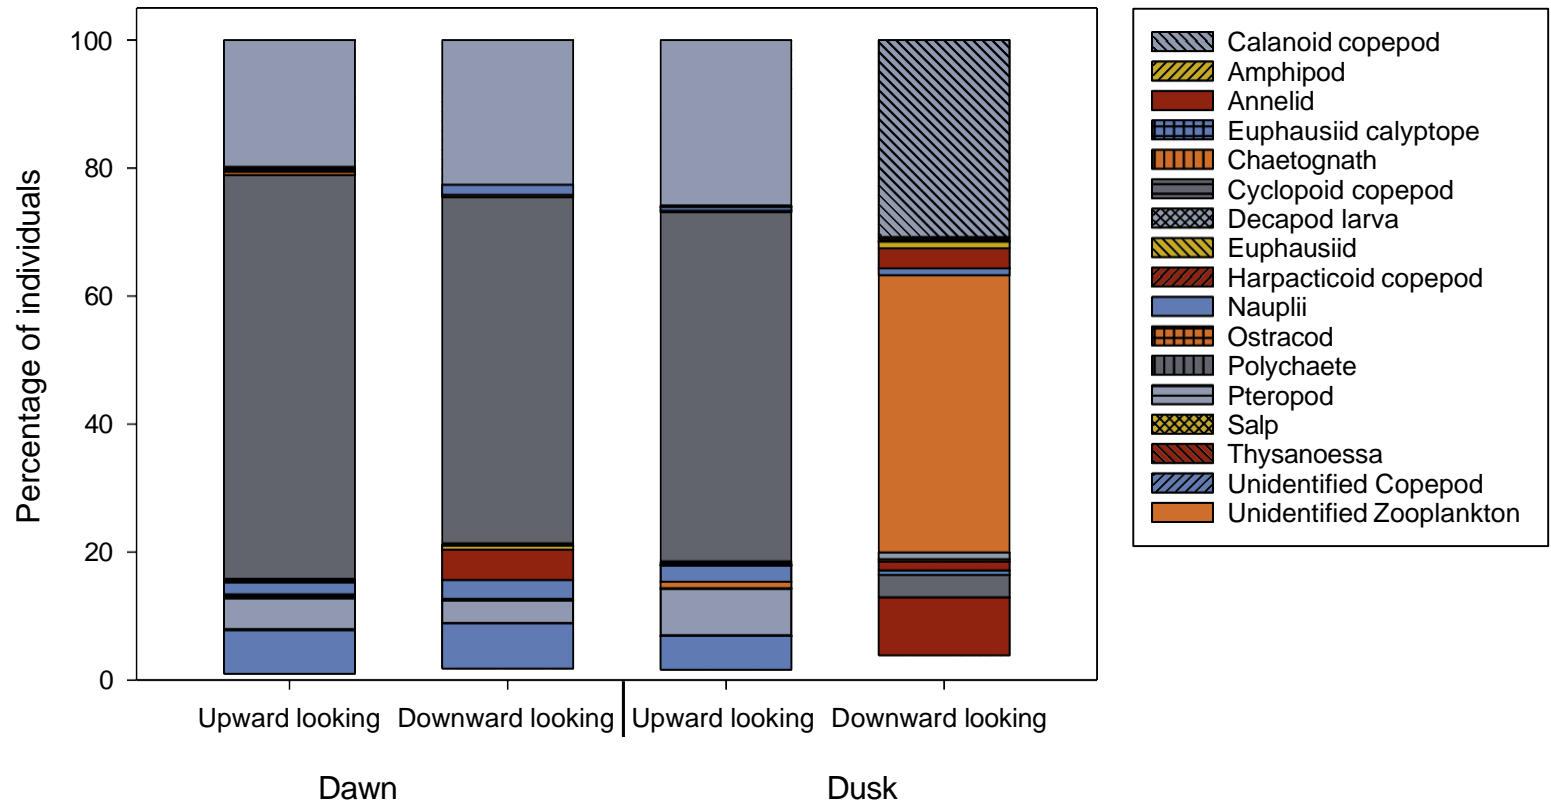 100
80
60
40
20
0
Percentage of individuals
Upward looking
Downward looking
Upward looking
Downward looking
Dawn
Dusk
Calanoid copepod
Amphipod
Annelid
Euphausiid calyptope
Chaetognath
Cyclopoid copepod
Decapod larva
Euphausiid
Harpacticoid copepod
Nauplii
Ostracod
Polychaete
Pteropod
Salp
Thysanoessa
Unidentified Copepod
Unidentified Zooplankton